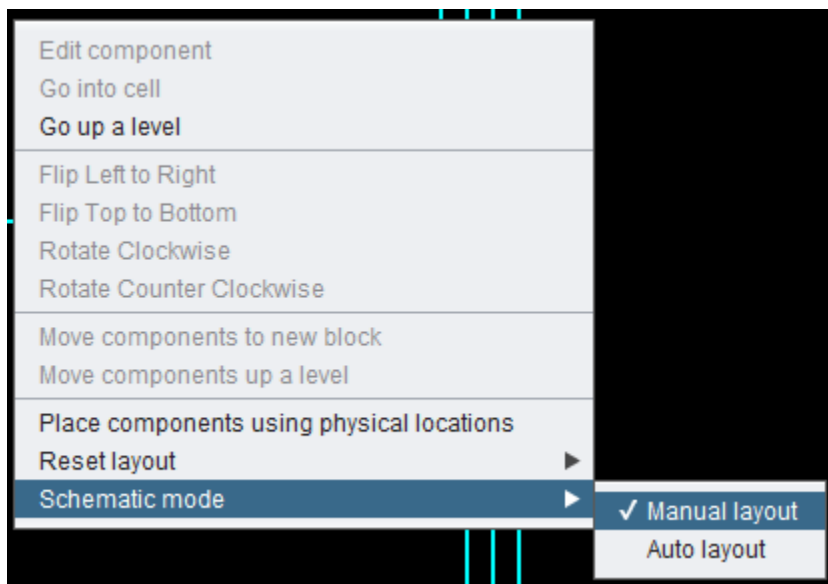 Edit component
Go into cell
Go up a level
Flip Left to Right
Flip Top to Bottom
Rotate Clockwise
Rotate Counter Clockwise
Move components to new block
Move components up a level
Place components using physical locations
Reset layout
Schematic mode
Manual layout
Auto layout